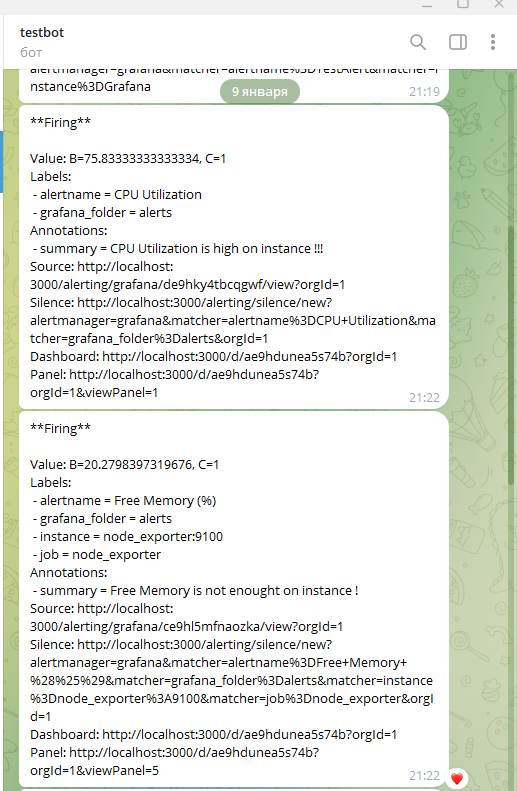 testbot
бот
alertmanager=grafana&matcher=alertname%3DTestAlert&matcher=i
nstance%3DGrafana
21:19
9 января
**Firing**
Value: B=75.83333333333334, C=1
Labels:
- alertname = CPU Utilization
- grafana_folder = alerts
Annotations:
- summary = CPU Utilization is high on instance !!!
Source: http://localhost:
3000/alerting/grafana/de9hky4tbcqgwf/view?orgId=1
Silence: http://localhost:3000/alerting/silence/new?
alertmanager=grafana&matcher=alertname%3DCPU+Utilization&ma
tcher=grafana_folder%3Dalerts&orgId=1
Dashboard: http://localhost:3000/d/ae9hdunea5s74b?orgId=1
Panel: http://localhost:3000/d/ae9hdunea5s74b?
orgId=1&viewPanel=1
21:22
**Firing**
Value: B=20.2798397319676, C=1
Labels:
- alertname = Free Memory (%)
- grafana_folder = alerts
- instance = node_exporter:9100
- job = node_exporter
Annotations:
- summary = Free Memory is not enought on instance !
Source: http://localhost:
3000/alerting/grafana/ce9hl5mfnaozka/view?orgId=1
Silence: http://localhost:3000/alerting/silence/new?
alertmanager=grafana&matcher=alertname%3DFree+Memory+
%28%25%29&matcher=grafana_folder%3Dalerts&matcher=instance
%3Dnode_exporter%3A9100&matcher=job%3Dnode_exporter&orgI
d=1
Dashboard: http://localhost:3000/d/ae9hdunea5s74b?orgId=1
Panel: http://localhost:3000/d/ae9hdunea5s74b?
orgId=1&viewPanel=5
21:22